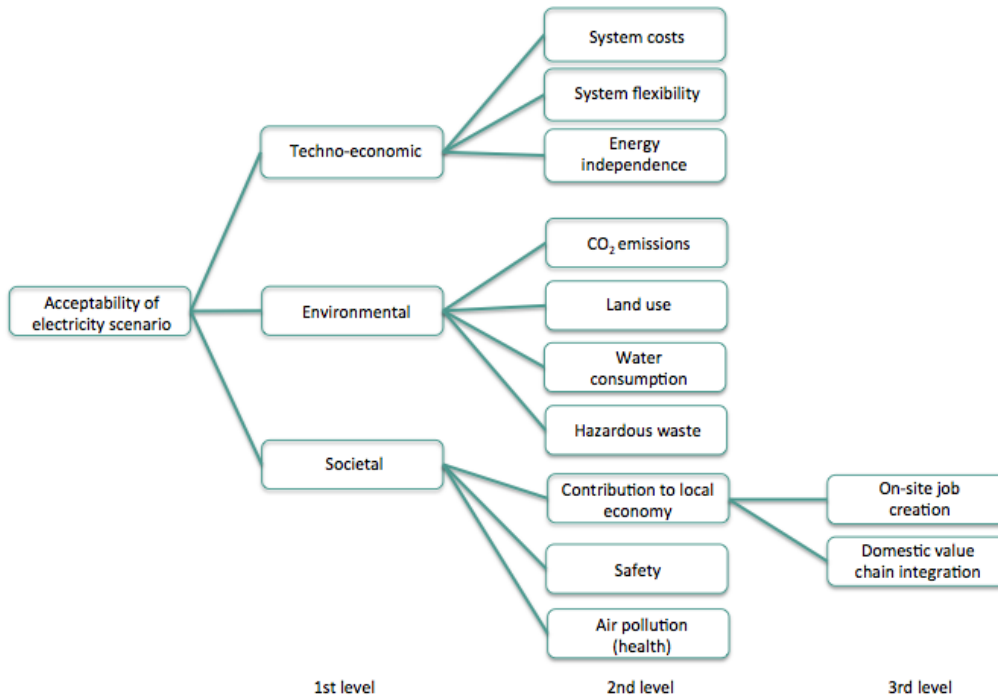 System costs
System flexibility
Techno-economic
Energy
independence
CO₂ emissions
Acceptability of
electricity scenario
Environmental
Land use
Water
consumption
Hazardous waste
Societal
Contribution to local
economy
On-site job
creation
Domestic value
chain integration
Safety
Air pollution
(health)
1st level
2nd level
3rd level